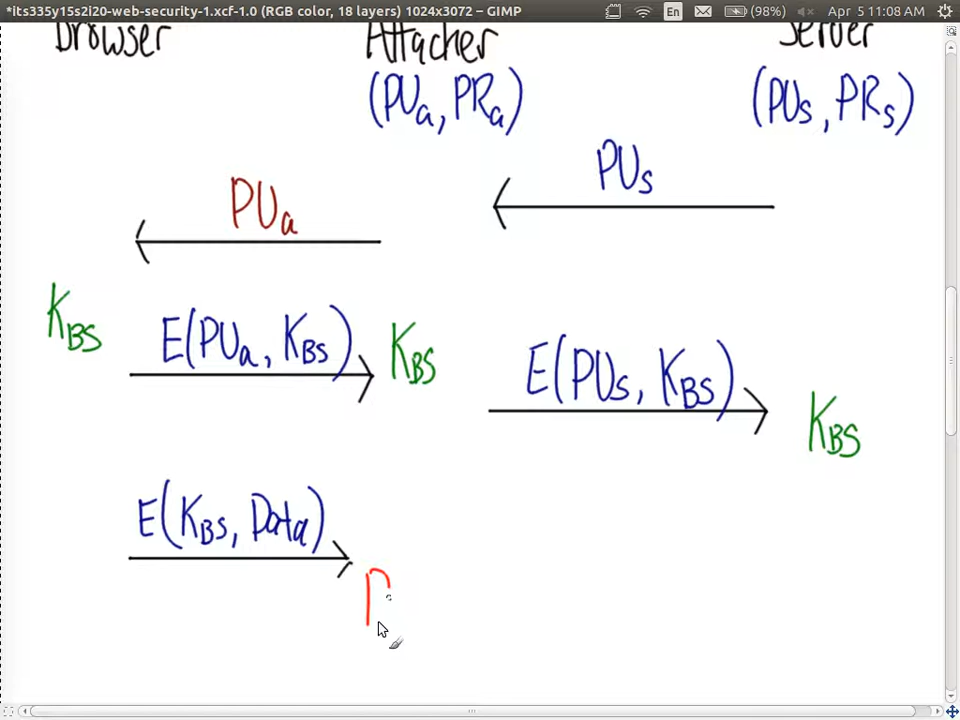 *its335y15s2i20-web-security-1.xcf-1.0 (RGB color, 18 layers) 1024x3072 – GIMP En (98%) Apr 5 11:08 AM
Browser Attacker Server
(PUa, PRa) (PUs, PRs)
PUs
PUa
KBS E(PUa, KBS) KBS
E(PUs, KBS)
KBS
E(KBS, Data)